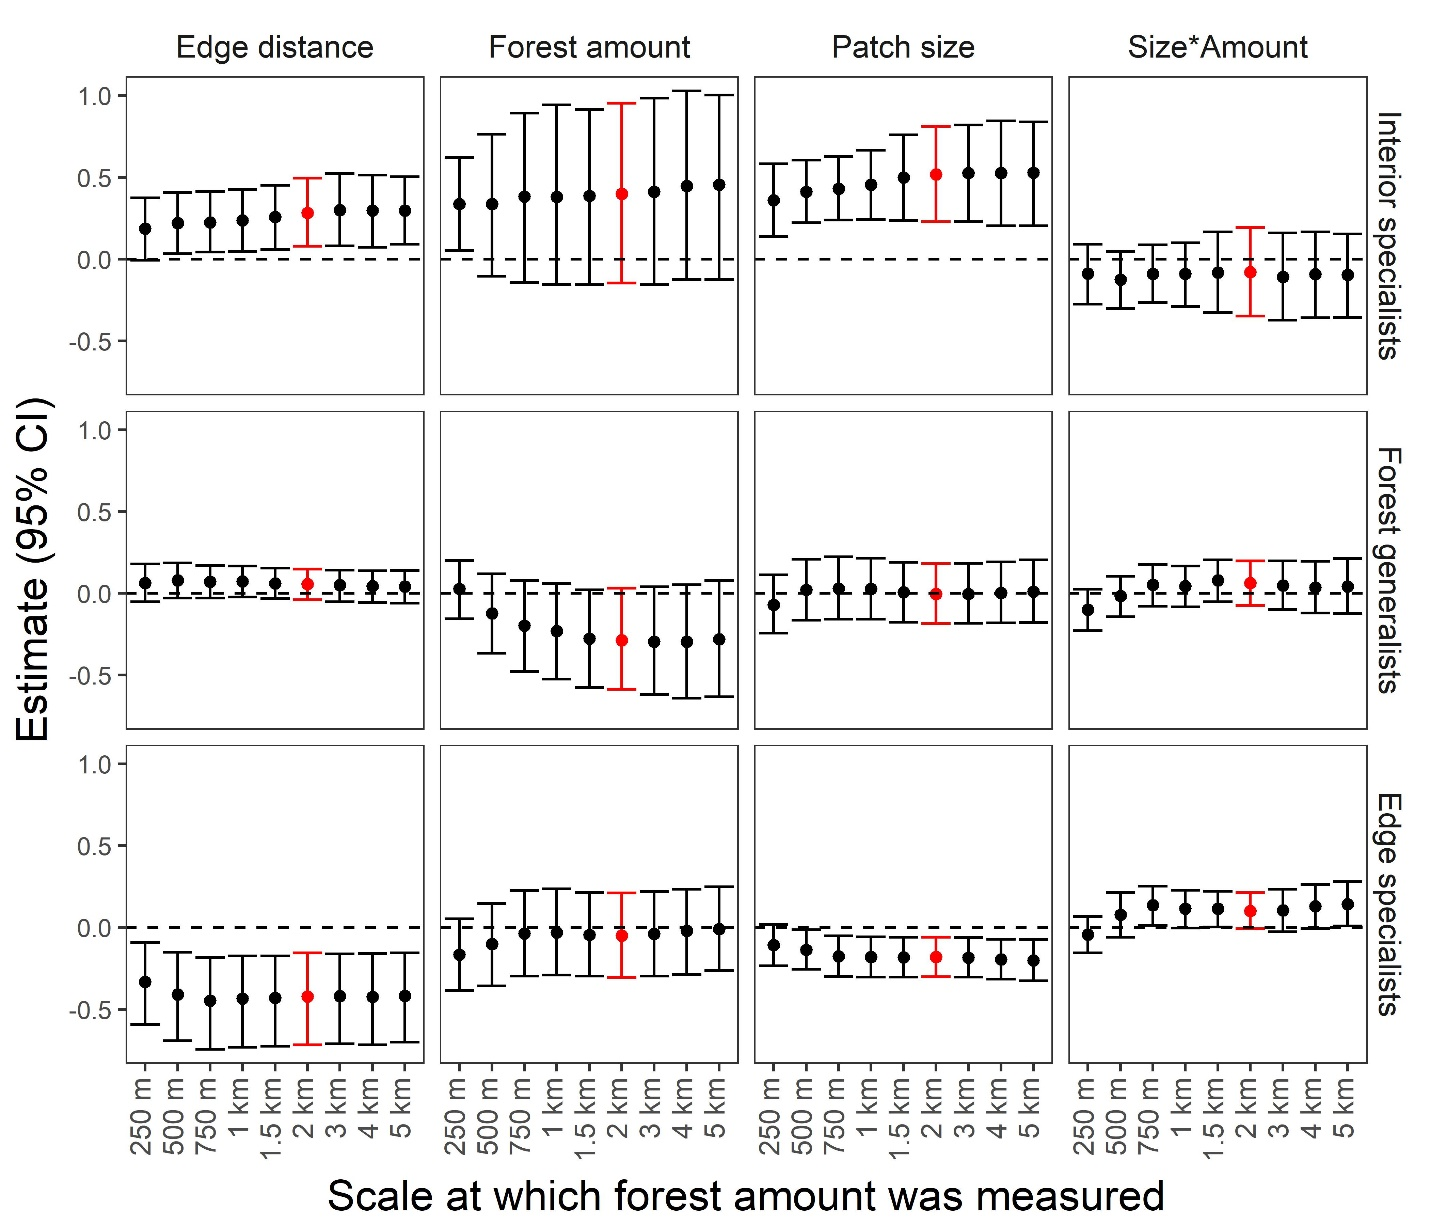 Edge distance Forest amount Patch size Size*Amount
1.0
0.5
0.0
-0.5
Interior specialists
1.0
0.5
0.0
-0.5
Forest generalists
1.0
0.5
0.0
-0.5
Edge specialists
Estimate (95% CI)
250 m 500 m 750 m 1 km 1.5 km 2 km 3 km 4 km 5 km
250 m 500 m 750 m 1 km 1.5 km 2 km 3 km 4 km 5 km
250 m 500 m 750 m 1 km 1.5 km 2 km 3 km 4 km 5 km
250 m 500 m 750 m 1 km 1.5 km 2 km 3 km 4 km 5 km
Scale at which forest amount was measured